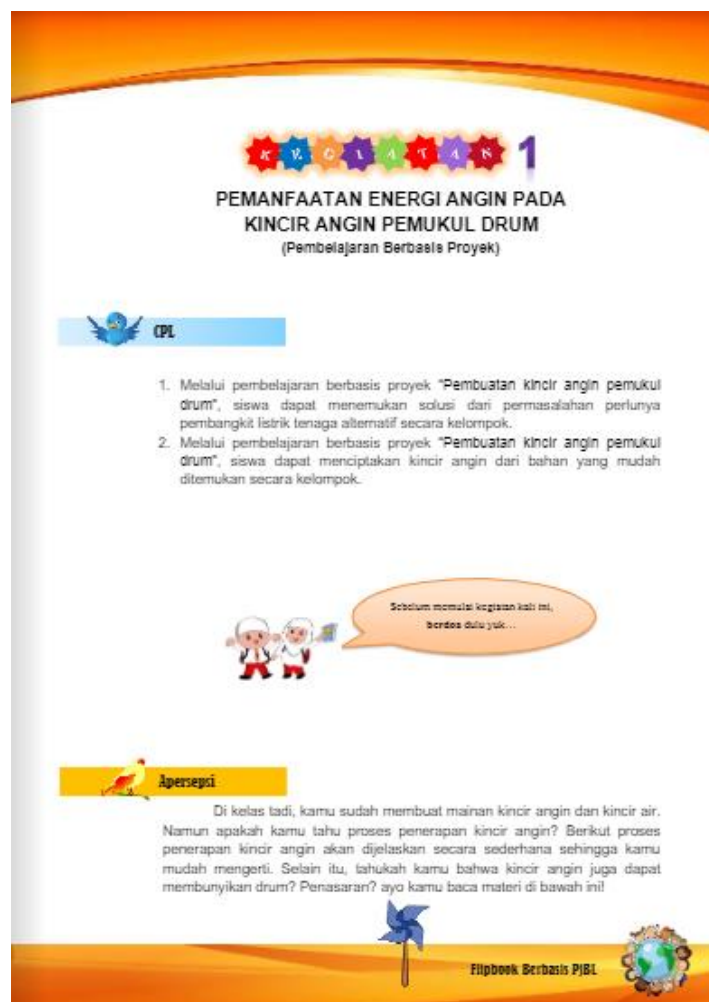 KEGIATAN 1
PEMANFAATAN ENERGI ANGIN PADA
KINCIR ANGIN PEMUKUL DRUM
(Pembelajaran Berbasis Proyek)
CPL
1. Melalui pembelajaran berbasis proyek "Pembuatan kincir angin pemukul
drum", siswa dapat menemukan solusi dari permasalahan perlunya
pembangkit listrik tenaga alternatif secara kelompok.
2. Melalui pembelajaran berbasis proyek "Pembuatan kincir angin pemukul
drum", siswa dapat menciptakan kincir angin dari bahan yang mudah
ditemukan secara kelompok.
Sebelum memulai kegiatan kali ini,
berdoa dulu yuk...
Apersepsi
Di kelas tadi, kamu sudah membuat mainan kincir angin dan kincir air.
Namun apakah kamu tahu proses penerapan kincir angin? Berikut proses
penerapan kincir angin akan dijelaskan secara sederhana sehingga kamu
mudah mengerti. Selain itu, tahukah kamu bahwa kincir angin juga dapat
membunyikan drum? Penasaran? ayo kamu baca materi di bawah ini!
Flipbook Berbasis PjBL